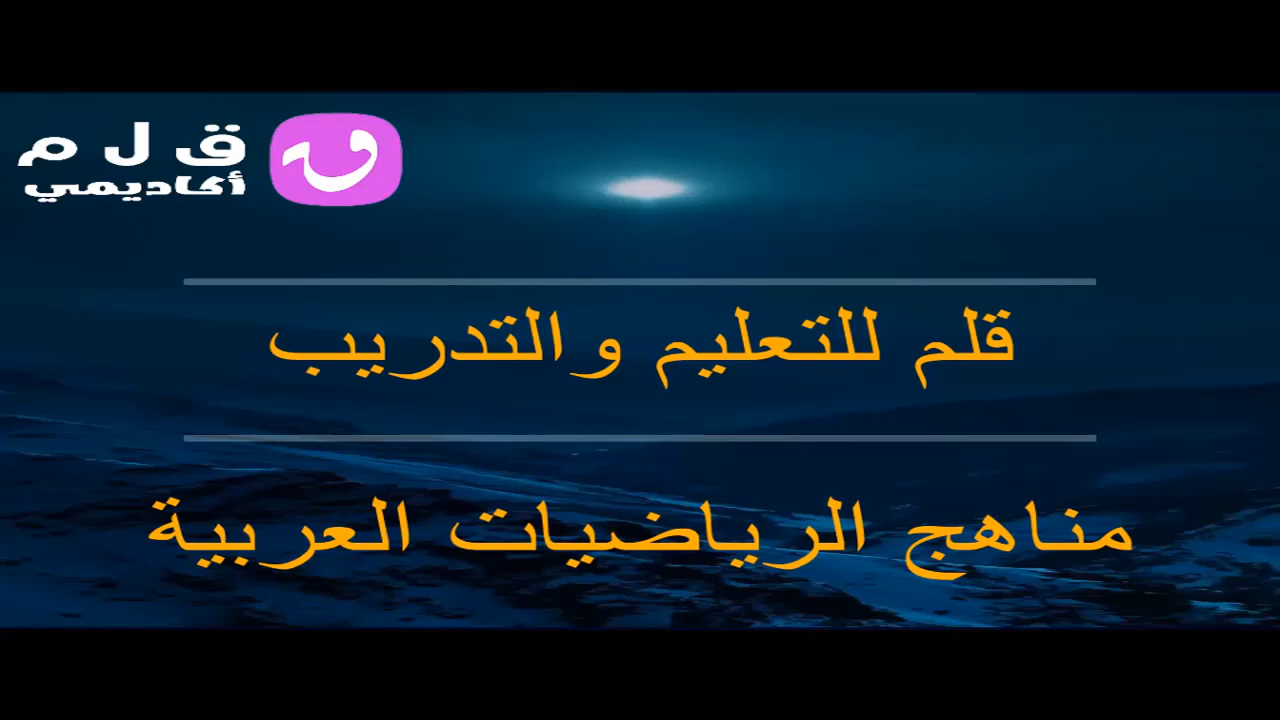 ق ل م
أكاديمي
قلم للتعليم والتدريب
مناهج الرياضيات العربية